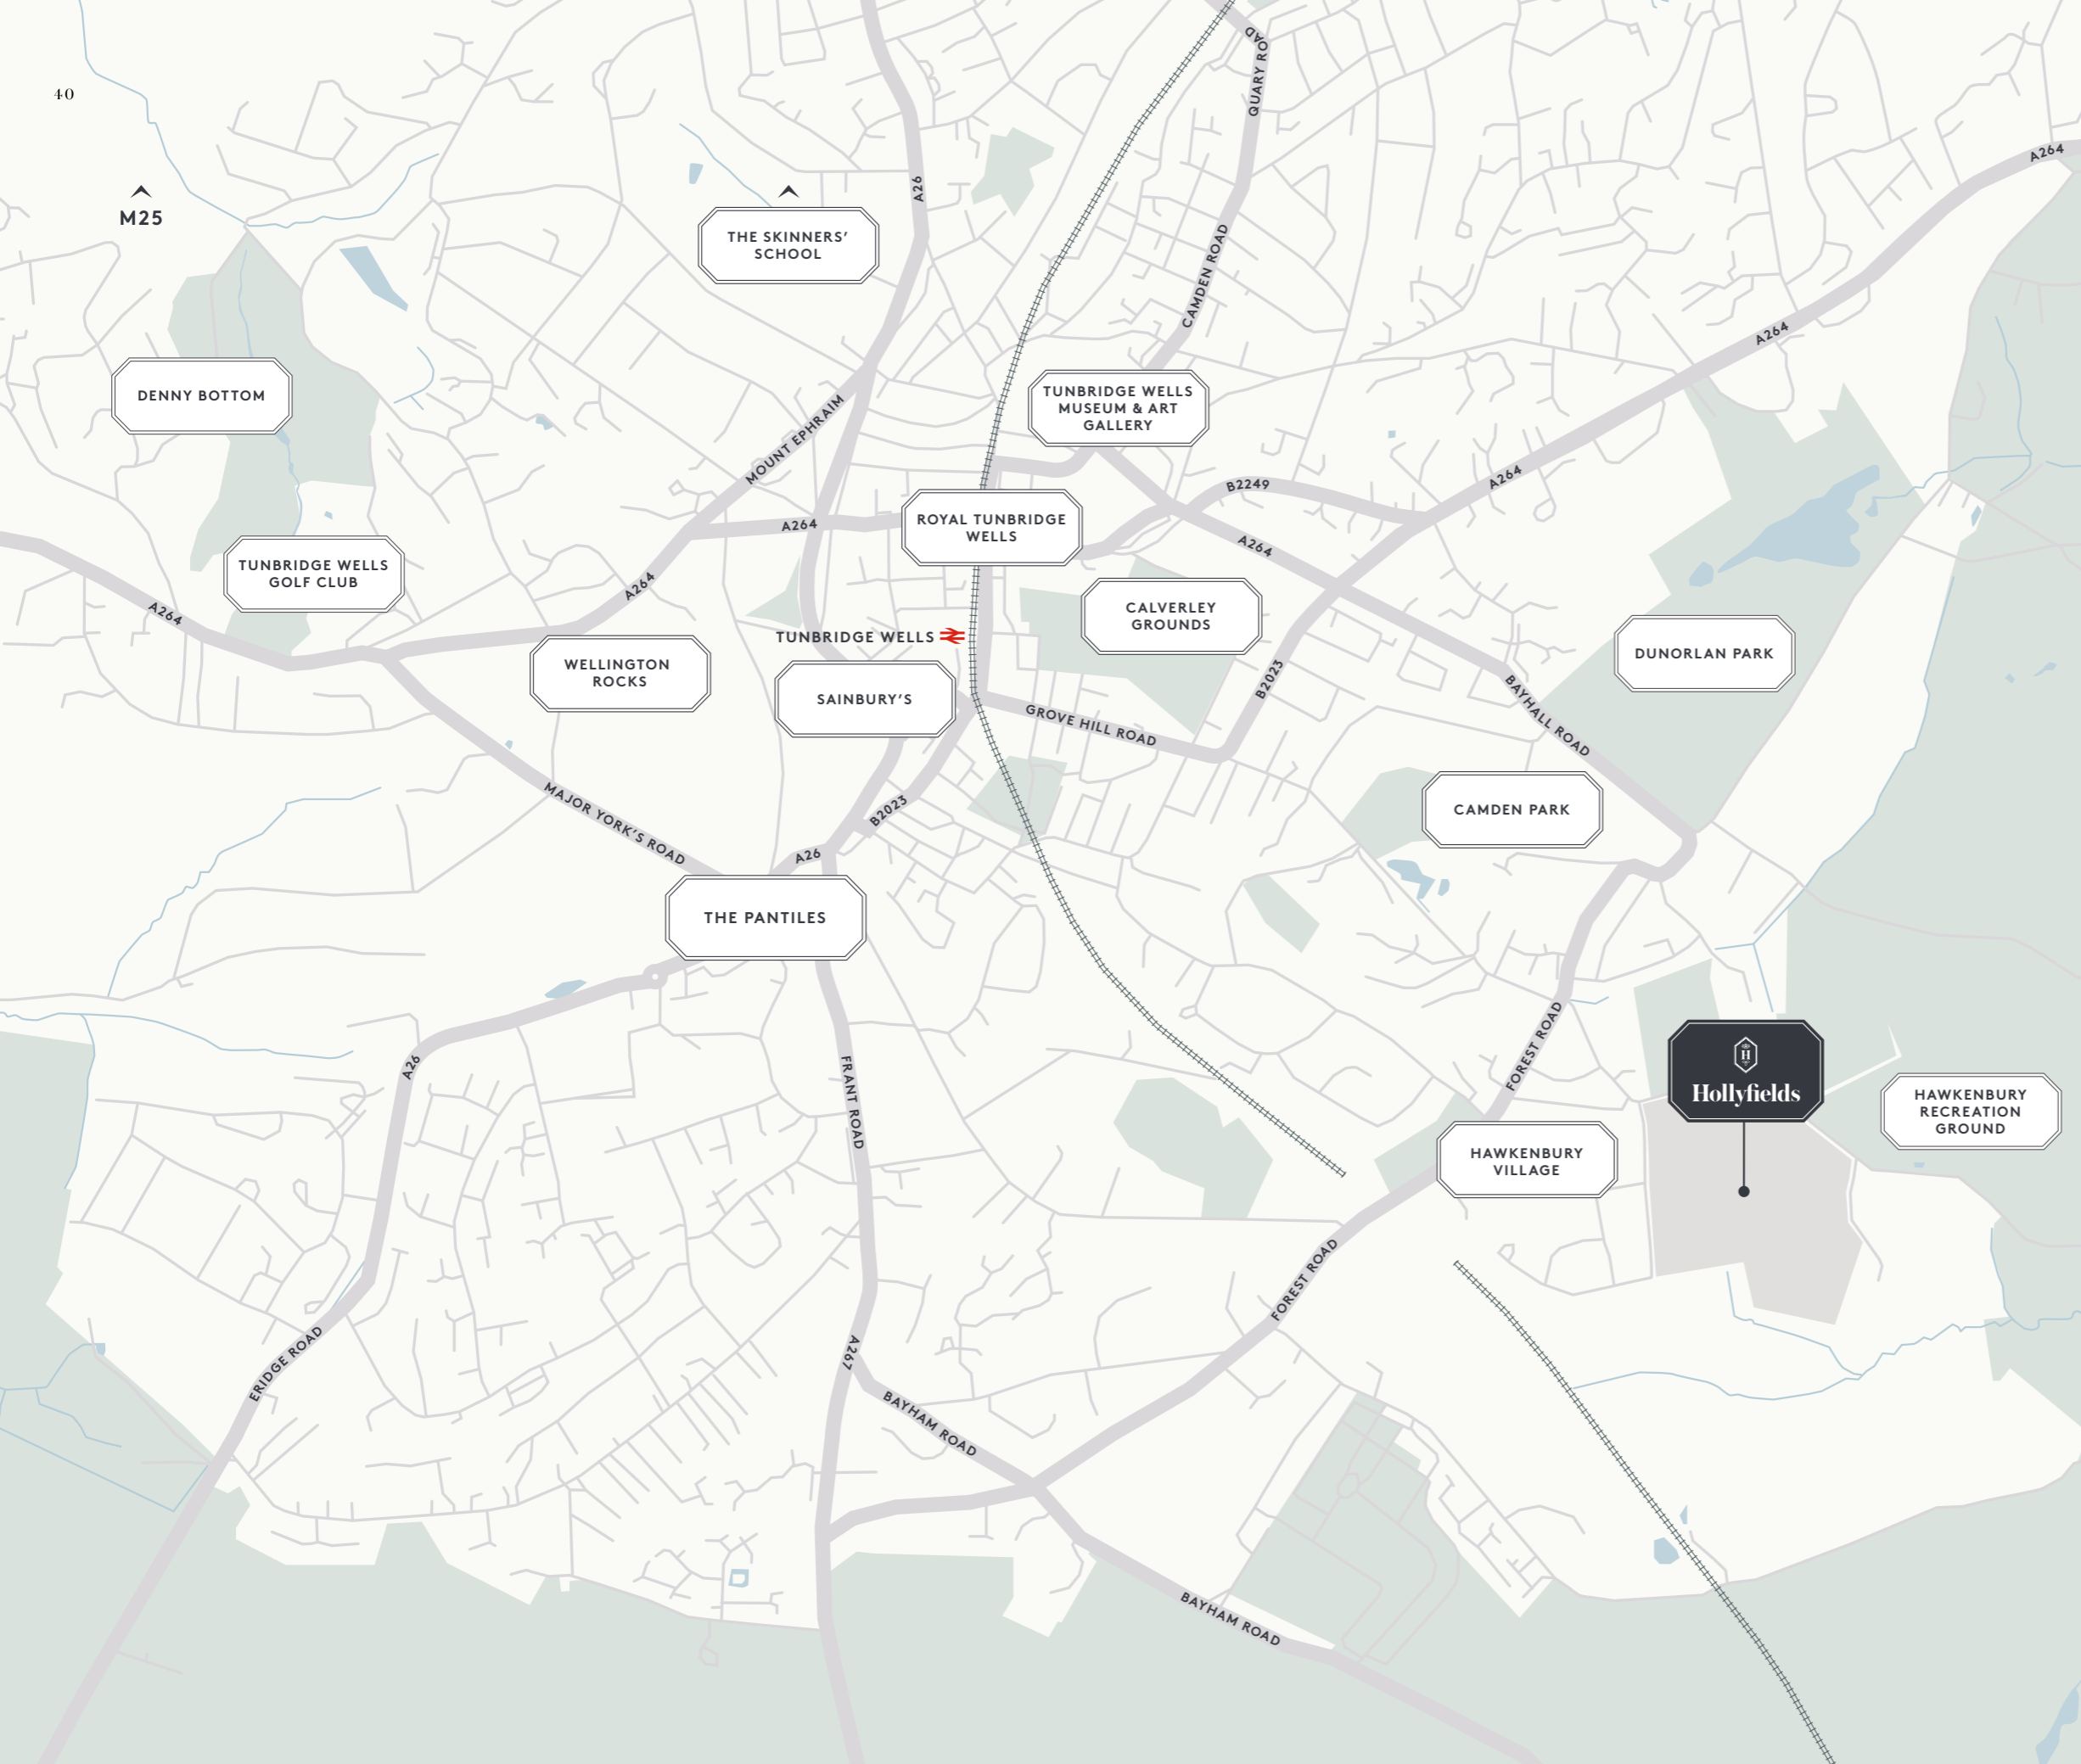 QUARY ROAD
40
A264
A26
M25
THE SKINNERS’
SCHOOL
CAMDEN ROAD
A264
DENNY BOTTOM
TUNBRIDGE WELLS
MUSEUM & ART
GALLERY
MOUNT EPHRAIM
A264
B2249
A264
ROYAL TUNBRIDGE
WELLS
A264
TUNBRIDGE WELLS
GOLF CLUB
A264
A264
CALVERLEY
GROUNDS
TUNBRIDGE WELLS
DUNORLAN PARK
WELLINGTON
ROCKS
B2023
SAINBURY’S
BAYHALL ROAD
GROVE HILL ROAD
CAMDEN PARK
B2023
MAJOR YORK’S ROAD
A26
THE PANTILES
FOREST ROAD
A26
H
Hollyfields
FRANT ROAD
HAWKENBURY
RECREATION
GROUND
HAWKENBURY
VILLAGE
FOREST ROAD
A267
ERIDGE ROAD
BAYHAM ROAD
BAYHAM ROAD